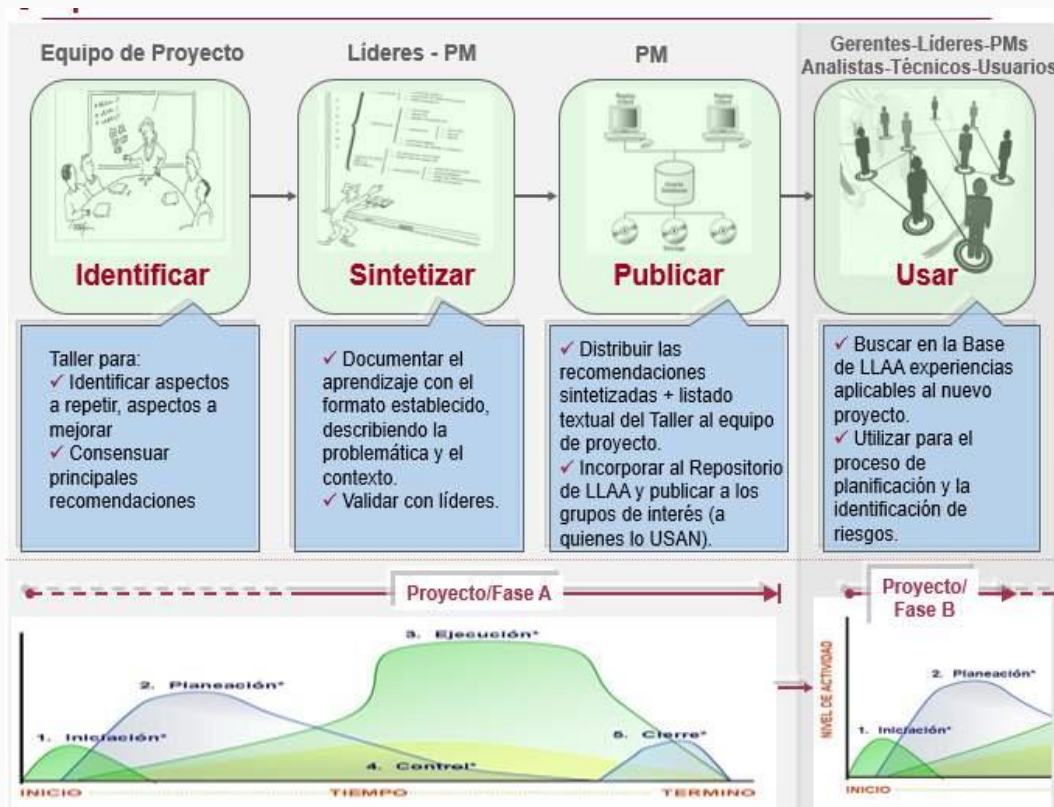 Equipo de Proyecto
Líderes - PM
PM
Gerentes-Líderes-PMs
Analistas-Técnicos-Usuarios
Identificar
Sintetizar
Publicar
Usar
Taller para:
✓ Identificar aspectos
a repetir, aspectos a
mejorar
✓ Consensuar
principales
recomendaciones
✓ Documentar el
aprendizaje con el
formato establecido,
describiendo la
problemática y el
contexto.
✓ Validar con líderes.
✓ Distribuir las
recomendaciones
sintetizadas + listado
textual del Taller al equipo
de proyecto.
✓ Incorporar al Repositorio
de LLAA y publicar a los
grupos de interés (a
quienes lo USAN).
✓ Buscar en la Base
de LLAA experiencias
aplicables al nuevo
proyecto.
✓ Utilizar para el
proceso de
planificación y la
identificación de
riesgos.
Proyecto/Fase A
Proyecto/
Fase B
3. Ejecución*
2. Planeación*
1. Iniciación*
5. Cierre*
4. Control*
INICIO
TIEMPO
TERMINO
NIVEL DE ACTIVIDAD
2. Planeación*
1. Iniciación*
INICIO